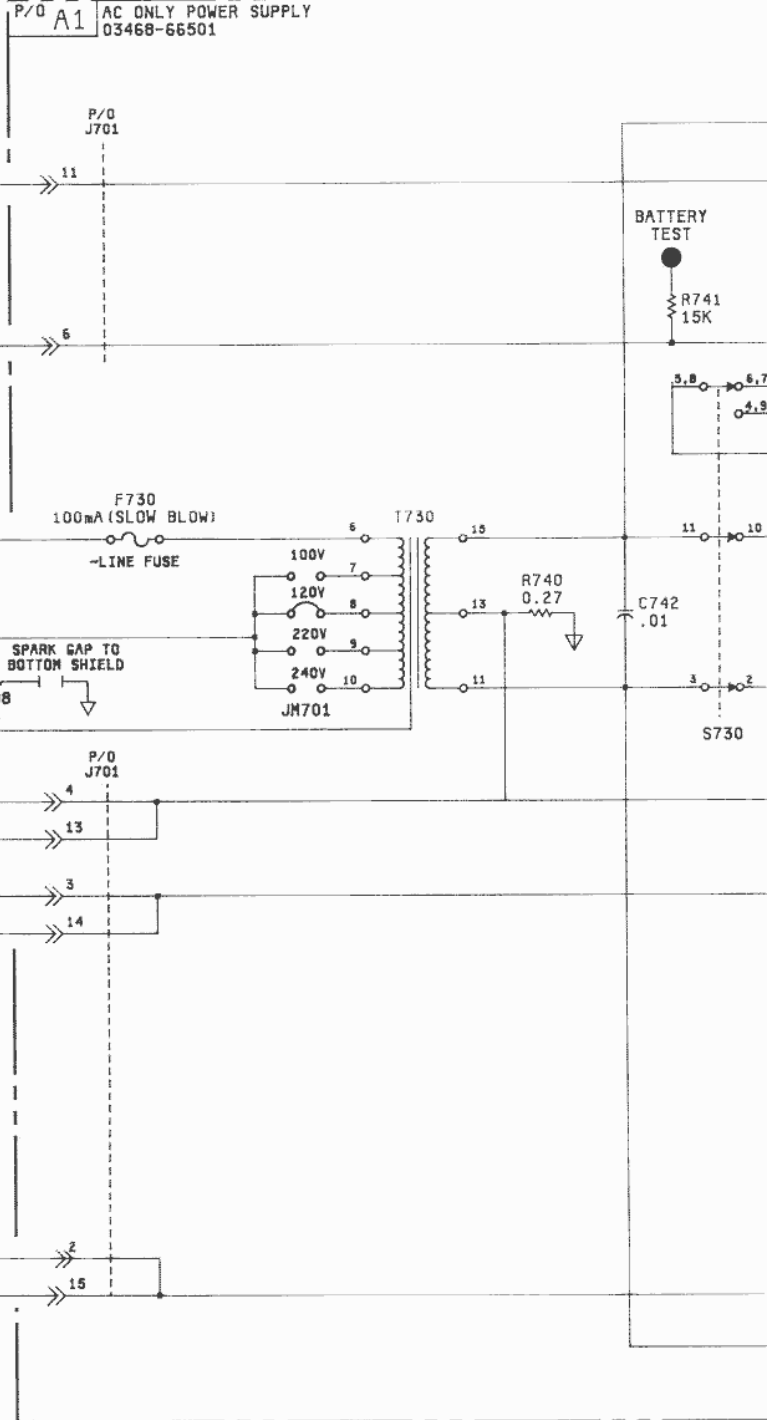 P/O A1 AC ONLY POWER SUPPLY
03468-66501
P/O
J701
11
BATTERY
TEST
R741
15K
6
5,8 6,7
4,9
F730
100mA(SLOW BLOW)
~LINE FUSE
6 T730 15
11 10
100V
7
120V
8
13
R740
0.27
C742
.01
220V
9
SPARK GAP TO
BOTTOM SHIELD
240V
10
11
3 2
8
JM701
S730
P/O
J701
4
13
3
14
2
15